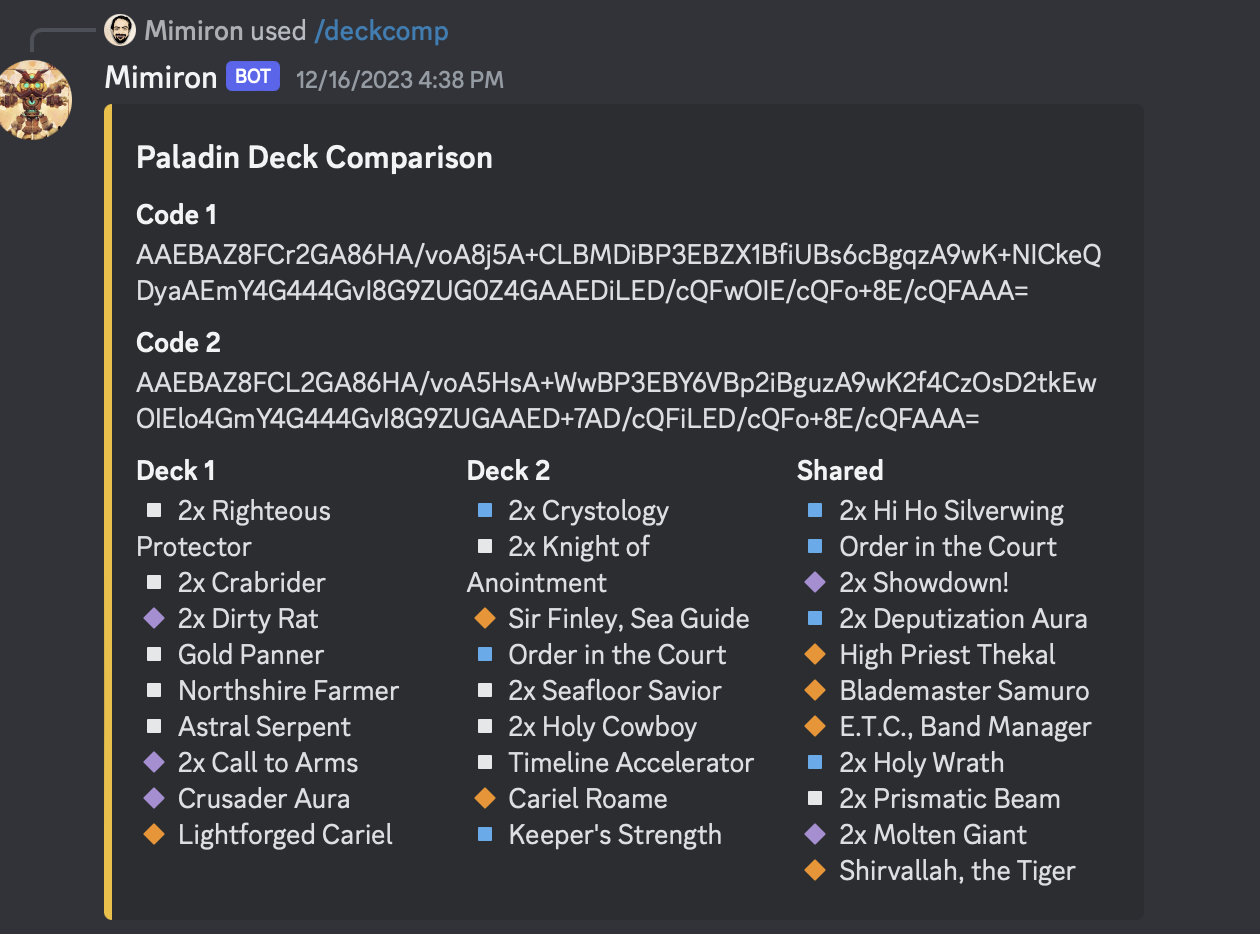 Mimiron used /deckcomp
Mimiron BOT 12/16/2023 4:38 PM
Paladin Deck Comparison
Code 1
AAEBAZ8FCr2GA86HA/voA8j5A+CLBMDiBP3EBZX1BfiUBs6cBgqzA9wK+NICkeQ
DyaAEmY4G444GvI8G9ZUG0Z4GAAEDiLED/cQFwOIE/cQFo+8E/cQFAAA=
Code 2
AAEBAZ8FCL2GA86HA/voA5HsA+WwBP3EBY6VBp2iBguzA9wK2f4CzOsD2tkEw
OIElo4GmY4G444GvI8G9ZUGAAED+7AD/cQFiLED/cQFo+8E/cQFAAA=
Deck 1
2x Righteous
Protector
2x Crabrider
2x Dirty Rat
Gold Panner
Northshire Farmer
Astral Serpent
2x Call to Arms
Crusader Aura
Lightforged Cariel
Deck 2
2x Crystology
2x Knight of
Anointment
Sir Finley, Sea Guide
Order in the Court
2x Seafloor Savior
2x Holy Cowboy
Timeline Accelerator
Cariel Roame
Keeper's Strength
Shared
2x Hi Ho Silverwing
Order in the Court
2x Showdown!
2x Deputization Aura
High Priest Thekal
Blademaster Samuro
E.T.C., Band Manager
2x Holy Wrath
2x Prismatic Beam
2x Molten Giant
Shirvallah, the Tiger